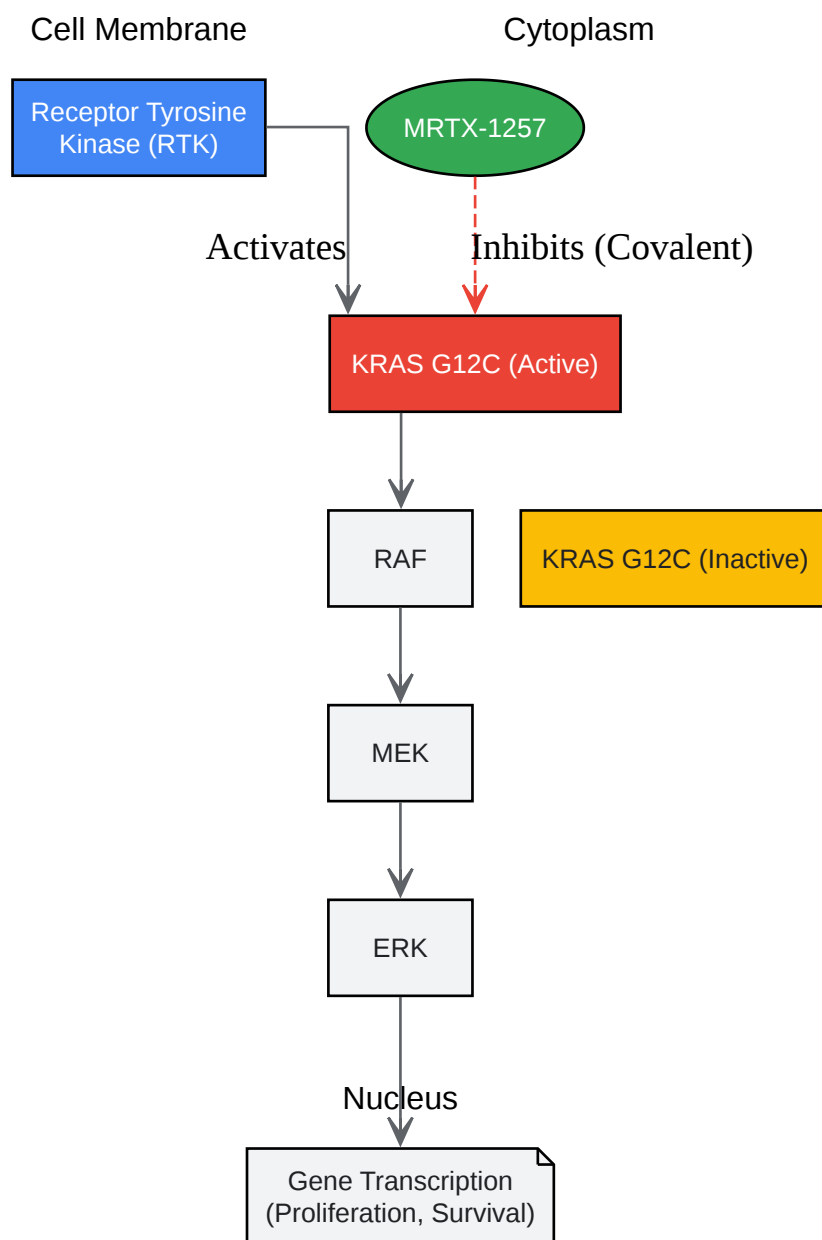 Cell Membrane
Cytoplasm
Receptor Tyrosine
Kinase (RTK)
MRTX-1257
Activates
Inhibits (Covalent)
KRAS G12C (Active)
RAF
KRAS G12C (Inactive)
MEK
ERK
Nucleus
Gene Transcription
(Proliferation, Survival)